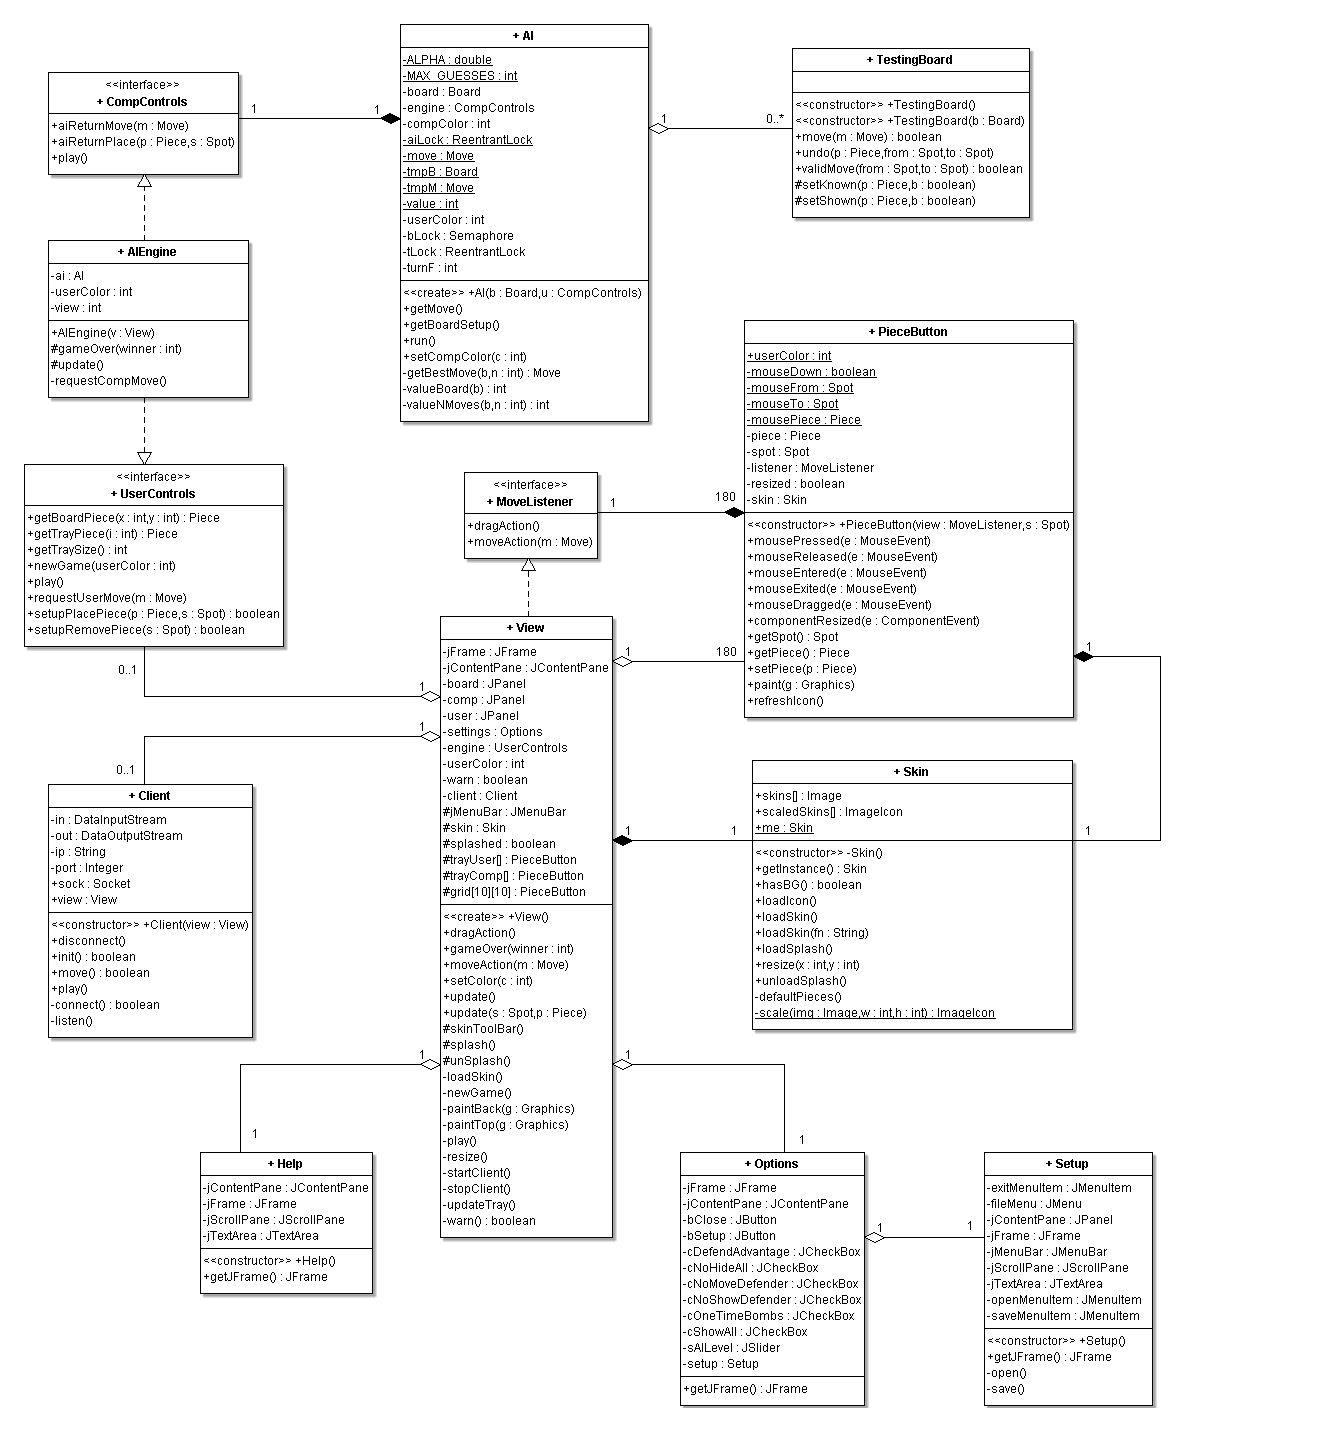 + AI
-ALPHA : double
-MAX_GUESSES : int
-board : Board
-engine : CompControls
-compColor : int
-aiLock : ReentrantLock
-move : Move
-tmpB : Board
-tmpM : Move
-value : int
-userColor : int
-bLock : Semaphore
-tLock : ReentrantLock
-turnF : int
<<create>> +AI(b : Board,u : CompControls)
+getMove()
+getBoardSetup()
+run()
+setCompColor(c : int)
-getBestMove(b,n : int) : Move
-valueBoard(b) : int
-valueNMoves(b,n : int) : int
<<interface>>
+ CompControls
+aiReturnMove(m : Move)
+aiReturnPlace(p : Piece,s : Spot)
+play()
1
1
1
0..*
+ TestingBoard
<<constructor>> +TestingBoard()
<<constructor>> +TestingBoard(b : Board)
+move(m : Move) : boolean
+undo(p : Piece,from : Spot,to : Spot)
+validMove(from : Spot,to : Spot) : boolean
#setKnown(p : Piece,b : boolean)
#setShown(p : Piece,b : boolean)
+ AIEngine
-ai : AI
-userColor : int
-view : int
+AIEngine(v : View)
#gameOver(winner : int)
#update()
-requestCompMove()
<<interface>>
+ UserControls
+getBoardPiece(x : int,y : int) : Piece
+getTrayPiece(i : int) : Piece
+getTraySize() : int
+newGame(userColor : int)
+play()
+requestUserMove(m : Move)
+setupPlacePiece(p : Piece,s : Spot) : boolean
+setupRemovePiece(s : Spot) : boolean
0..1
1
<<interface>>
+ MoveListener
+dragAction()
+moveAction(m : Move)
1
180
+ PieceButton
+userColor : int
-mouseDown : boolean
-mouseFrom : Spot
-mouseTo : Spot
-mousePiece : Piece
-piece : Piece
-spot : Spot
-listener : MoveListener
-resized : boolean
-skin : Skin
<<constructor>> +PieceButton(view : MoveListener,s : Spot)
+mousePressed(e : MouseEvent)
+mouseReleased(e : MouseEvent)
+mouseEntered(e : MouseEvent)
+mouseExited(e : MouseEvent)
+mouseDragged(e : MouseEvent)
+componentResized(e : ComponentEvent)
+getSpot() : Spot
+getPiece() : Piece
+setPiece(p : Piece)
+paint(g : Graphics)
+refreshIcon()
1
180
1
1
+ View
-jFrame : JFrame
-jContentPane : JContentPane
-board : JPanel
-comp : JPanel
-user : JPanel
-settings : Options
-engine : UserControls
-userColor : int
-warn : boolean
-client : Client
#jMenuBar : JMenuBar
#skin : Skin
#splashed : boolean
#trayUser[] : PieceButton
#trayComp[] : PieceButton
#grid[10][10] : PieceButton
<<create>> +View()
+dragAction()
+gameOver(winner : int)
+moveAction(m : Move)
+setColor(c : int)
+update()
+update(s : Spot,p : Piece)
#skinToolBar()
#splash()
#unSplash()
-loadSkin()
-newGame()
-paintBack(g : Graphics)
-paintTop(g : Graphics)
-play()
-resize()
-startClient()
-stopClient()
-updateTray()
-warn() : boolean
1
0..1
+ Client
-in : DataInputStream
-out : DataOutputStream
-ip : String
-port : Integer
+sock : Socket
+view : View
<<constructor>> +Client(view : View)
+disconnect()
+init() : boolean
+move() : boolean
+play()
-connect() : boolean
-listen()
1
1
+ Skin
+skins[] : Image
+scaledSkins[] : ImageIcon
+me : Skin
<<constructor>> -Skin()
+getInstance() : Skin
+hasBG() : boolean
+loadIcon()
+loadSkin()
+loadSkin(fn : String)
+loadSplash()
+resize(x : int,y : int)
+unloadSplash()
-defaultPieces()
-scale(img : Image,w : int,h : int) : ImageIcon
1
1
+ Help
-jContentPane : JContentPane
-jFrame : JFrame
-jScrollPane : JScrollPane
-jTextArea : JTextArea
<<constructor>> +Help()
+getJFrame() : JFrame
1
1
+ Options
-jFrame : JFrame
-jContentPane : JContentPane
-bClose : JButton
-bSetup : JButton
-cDefendAdvantage : JCheckBox
-cNoHideAll : JCheckBox
-cNoMoveDefender : JCheckBox
-cNoShowDefender : JCheckBox
-cOneTimeBombs : JCheckBox
-cShowAll : JCheckBox
-sAILevel : JSlider
-setup : Setup
+getJFrame() : JFrame
1
1
+ Setup
-exitMenuItem : JMenuItem
-fileMenu : JMenu
-jContentPane : JPanel
-jFrame : JFrame
-jMenuBar : JMenuBar
-jScrollPane : JScrollPane
-jTextArea : JTextArea
-openMenuItem : JMenuItem
-saveMenuItem : JMenuItem
<<constructor>> +Setup()
+getJFrame() : JFrame
-open()
-save()